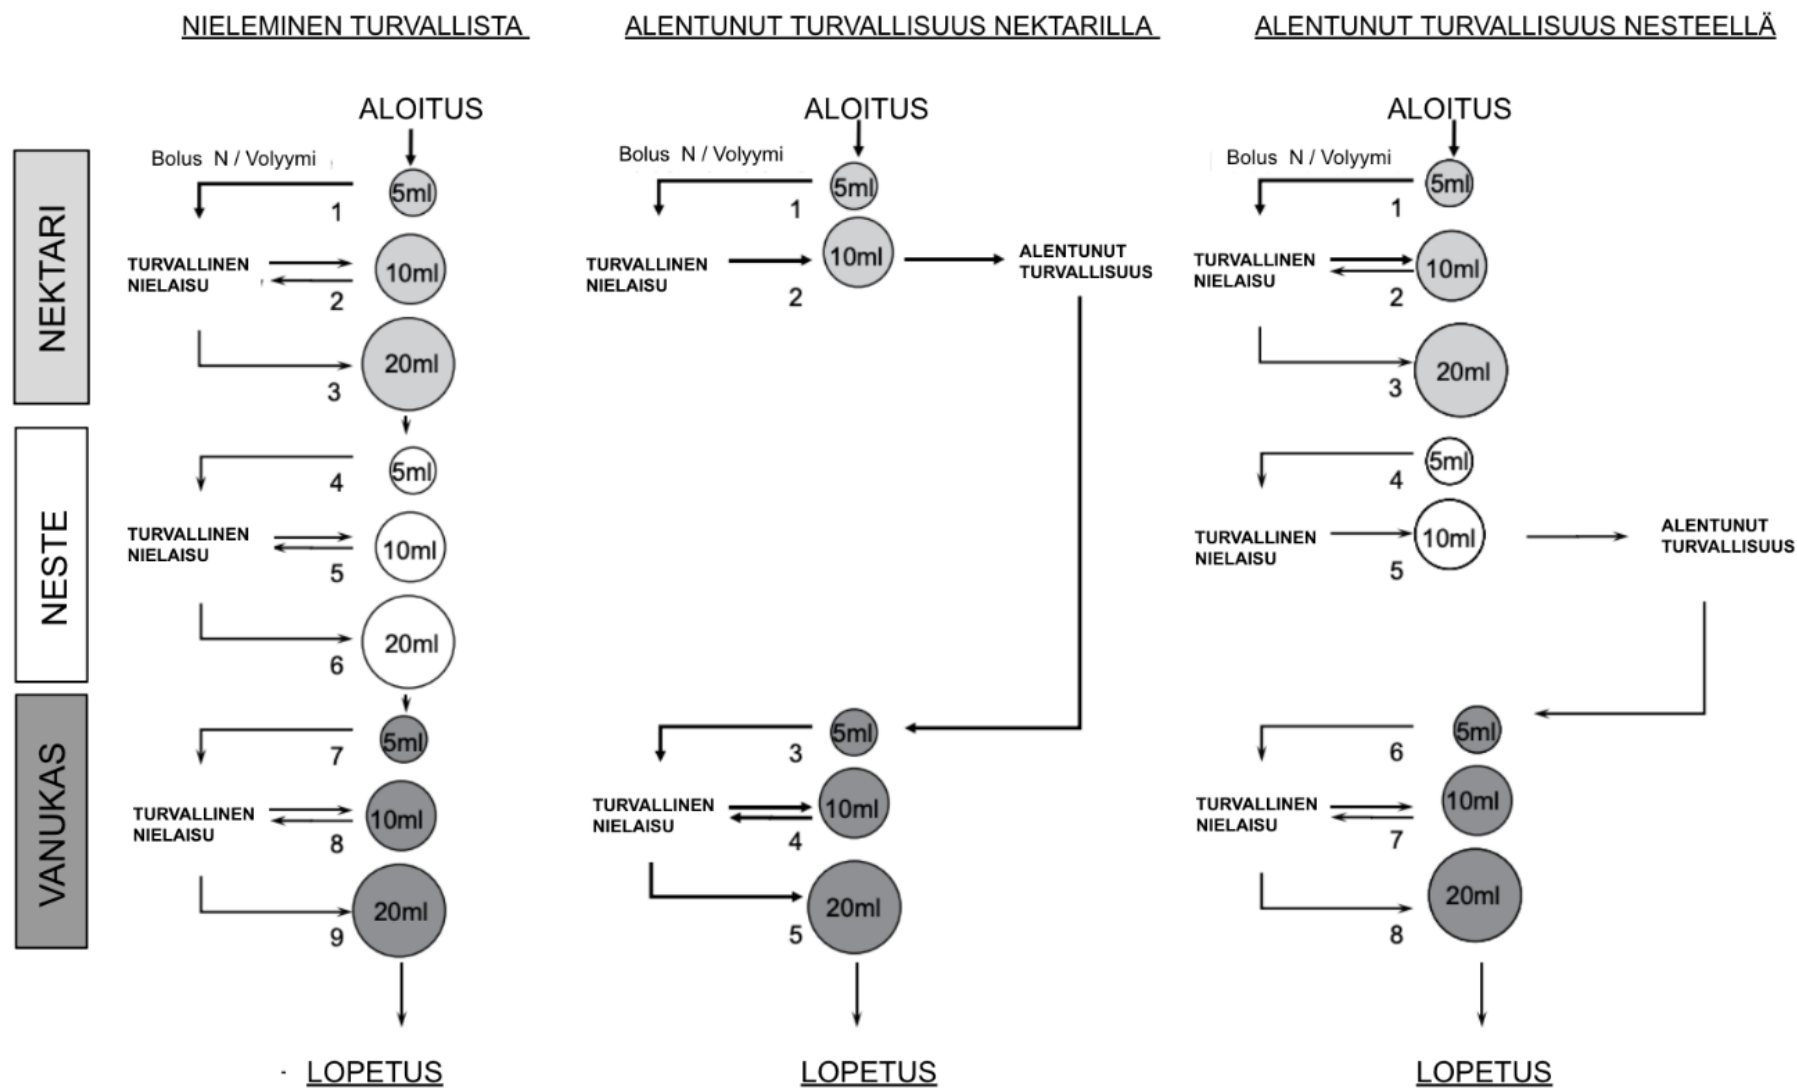 NIELEMINEN TURVALLISTA
ALENTUNUT TURVALLISUUS NEKTARILLA
ALENTUNUT TURVALLISUUS NESTEELLÄ
NEKTARI
NESTE
VANUKAS
ALOITUS
Bolus N / Volyymi
5ml
1
TURVALLINEN
NIELAISU
10ml
2
20ml
3
5ml
4
TURVALLINEN
NIELAISU
10ml
5
20ml
6
5ml
7
TURVALLINEN
NIELAISU
10ml
8
20ml
9
LOPETUS
ALOITUS
Bolus N / Volyymi
5ml
1
TURVALLINEN
NIELAISU
10ml
2
ALENTUNUT
TURVALLISUUS
5ml
3
TURVALLINEN
NIELAISU
10ml
4
20ml
5
LOPETUS
ALOITUS
Bolus N / Volyymi
5ml
1
TURVALLINEN
NIELAISU
10ml
2
20ml
3
5ml
4
TURVALLINEN
NIELAISU
10ml
5
ALENTUNUT
TURVALLISUUS
5ml
6
TURVALLINEN
NIELAISU
10ml
7
20ml
8
LOPETUS